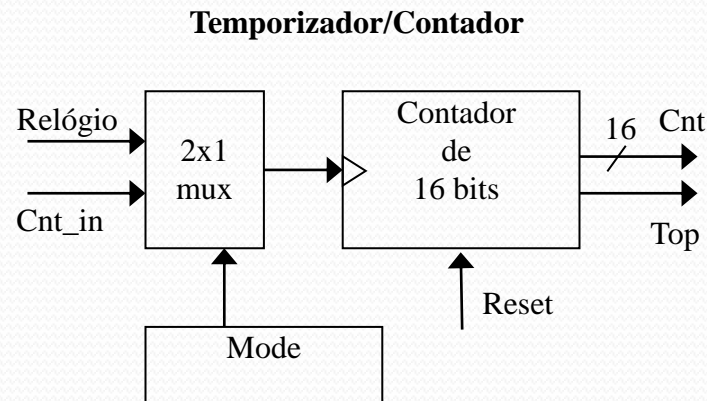 Temporizador/Contador
Relógio
Cnt_in
2x1
mux
Contador
de
16 bits
16
Cnt
Top
Reset
Mode